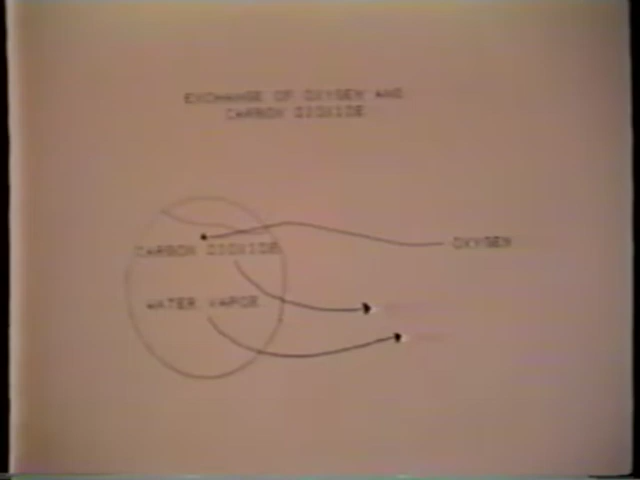 EXCHANGE OF OXYGEN AND
CARBON DIOXIDE
CARBON DIOXIDE
OXYGEN
WATER VAPOR